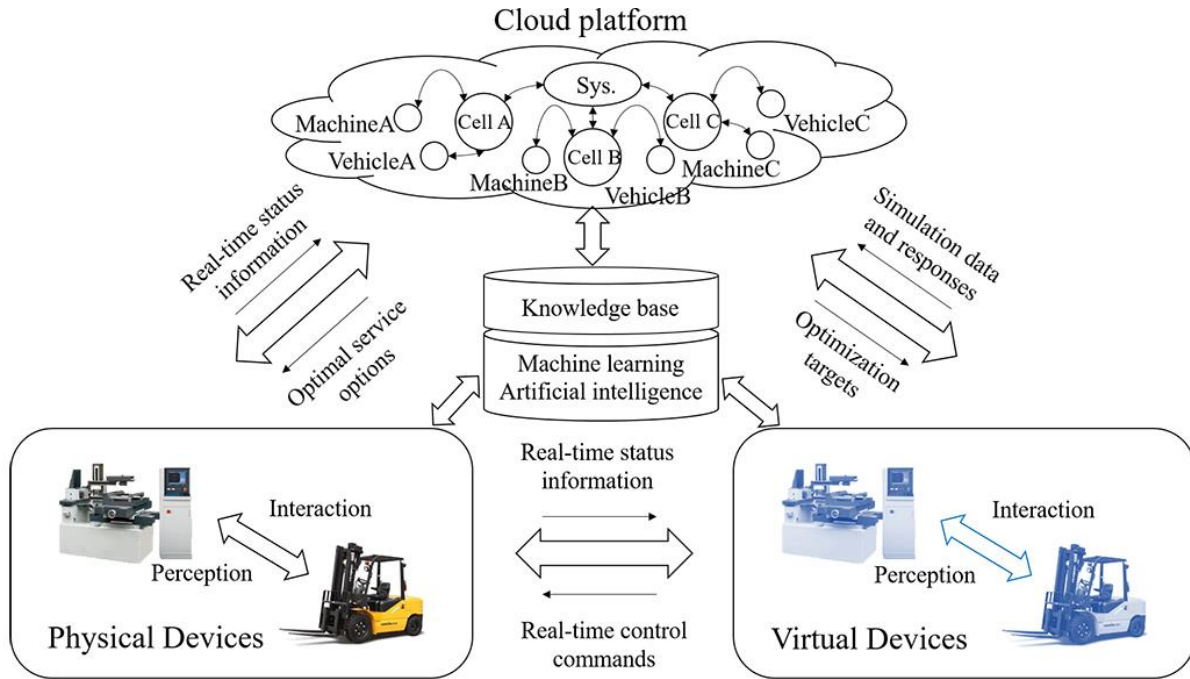 Cloud platform
Sys.
MachineA
Cell A
Cell C
VehicleC
VehicleA
Cell B
MachineB
MachineC
VehicleB
Real-time status
information
Optimal service
options
Simulation data
and responses
Optimization
targets
Knowledge base
Machine learning
Artificial intelligence
Real-time status
information
Interaction
Perception
Physical Devices
Real-time control
commands
Interaction
Perception
Virtual Devices